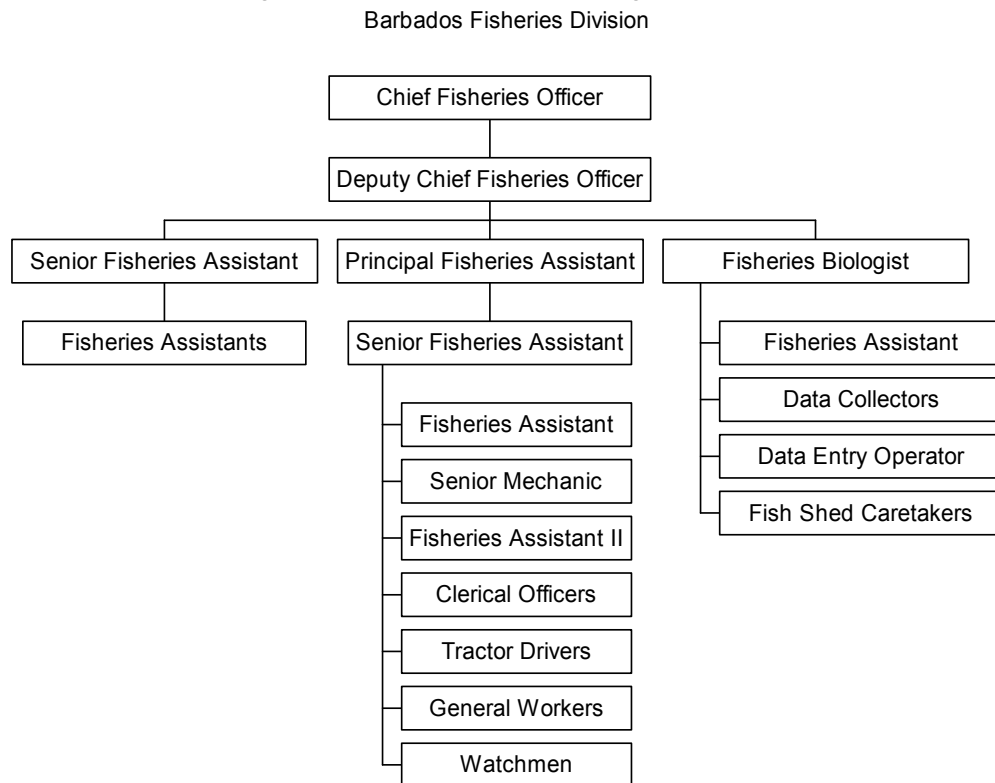 Barbados Fisheries Division
Chief Fisheries Officer
Deputy Chief Fisheries Officer
Senior Fisheries Assistant
Principal Fisheries Assistant
Fisheries Biologist
Fisheries Assistants
Senior Fisheries Assistant
Fisheries Assistant
Senior Mechanic
Fisheries Assistant II
Clerical Officers
Tractor Drivers
General Workers
Watchmen
Fisheries Assistant
Data Collectors
Data Entry Operator
Fish Shed Caretakers